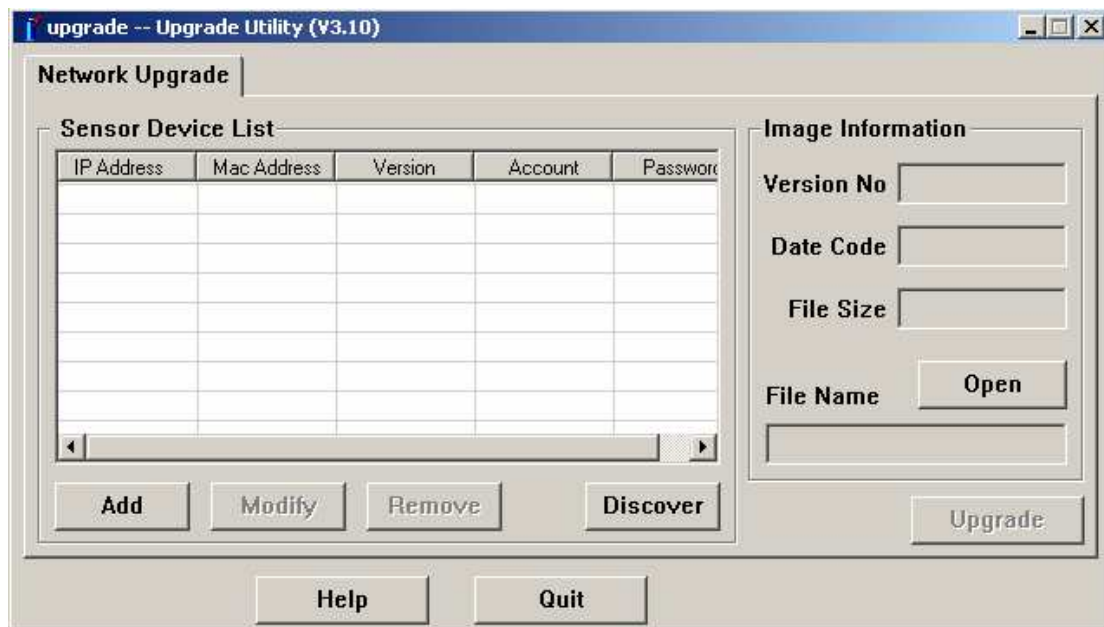 upgrade -- Upgrade Utility (V3.10)
Network Upgrade
Sensor Device List
IP Address Mac Address Version Account Password
Image Information
Version No
Date Code
File Size
File Name
Open
Add Modify Remove Discover
Upgrade
Help Quit